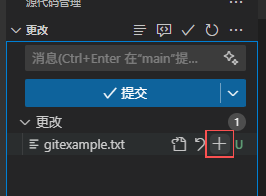 源代码管理
更改
消息(Ctrl+Enter 在"main"提...
提交
更改 1
gitexample.txt U